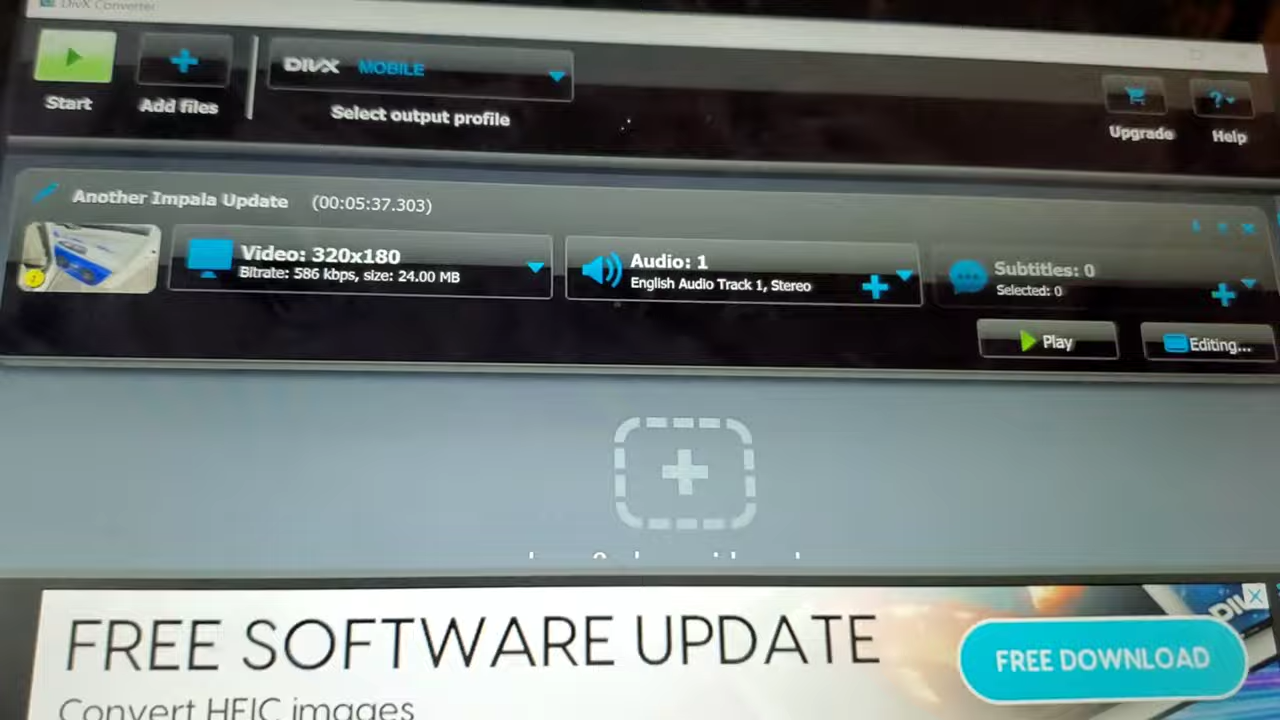 DivX Converter
DIVX MOBILE
Start
Add files
Select output profile
Upgrade
Help
Another Impala Update (00:05:37.303)
Video: 320x180
Bitrate: 586 kbps, size: 24.00 MB
Audio: 1
English Audio Track 1, Stereo
Subtitles: 0
Selected: 0
Play
Editing...
FREE SOFTWARE UPDATE
FREE DOWNLOAD
Convert HEIC images